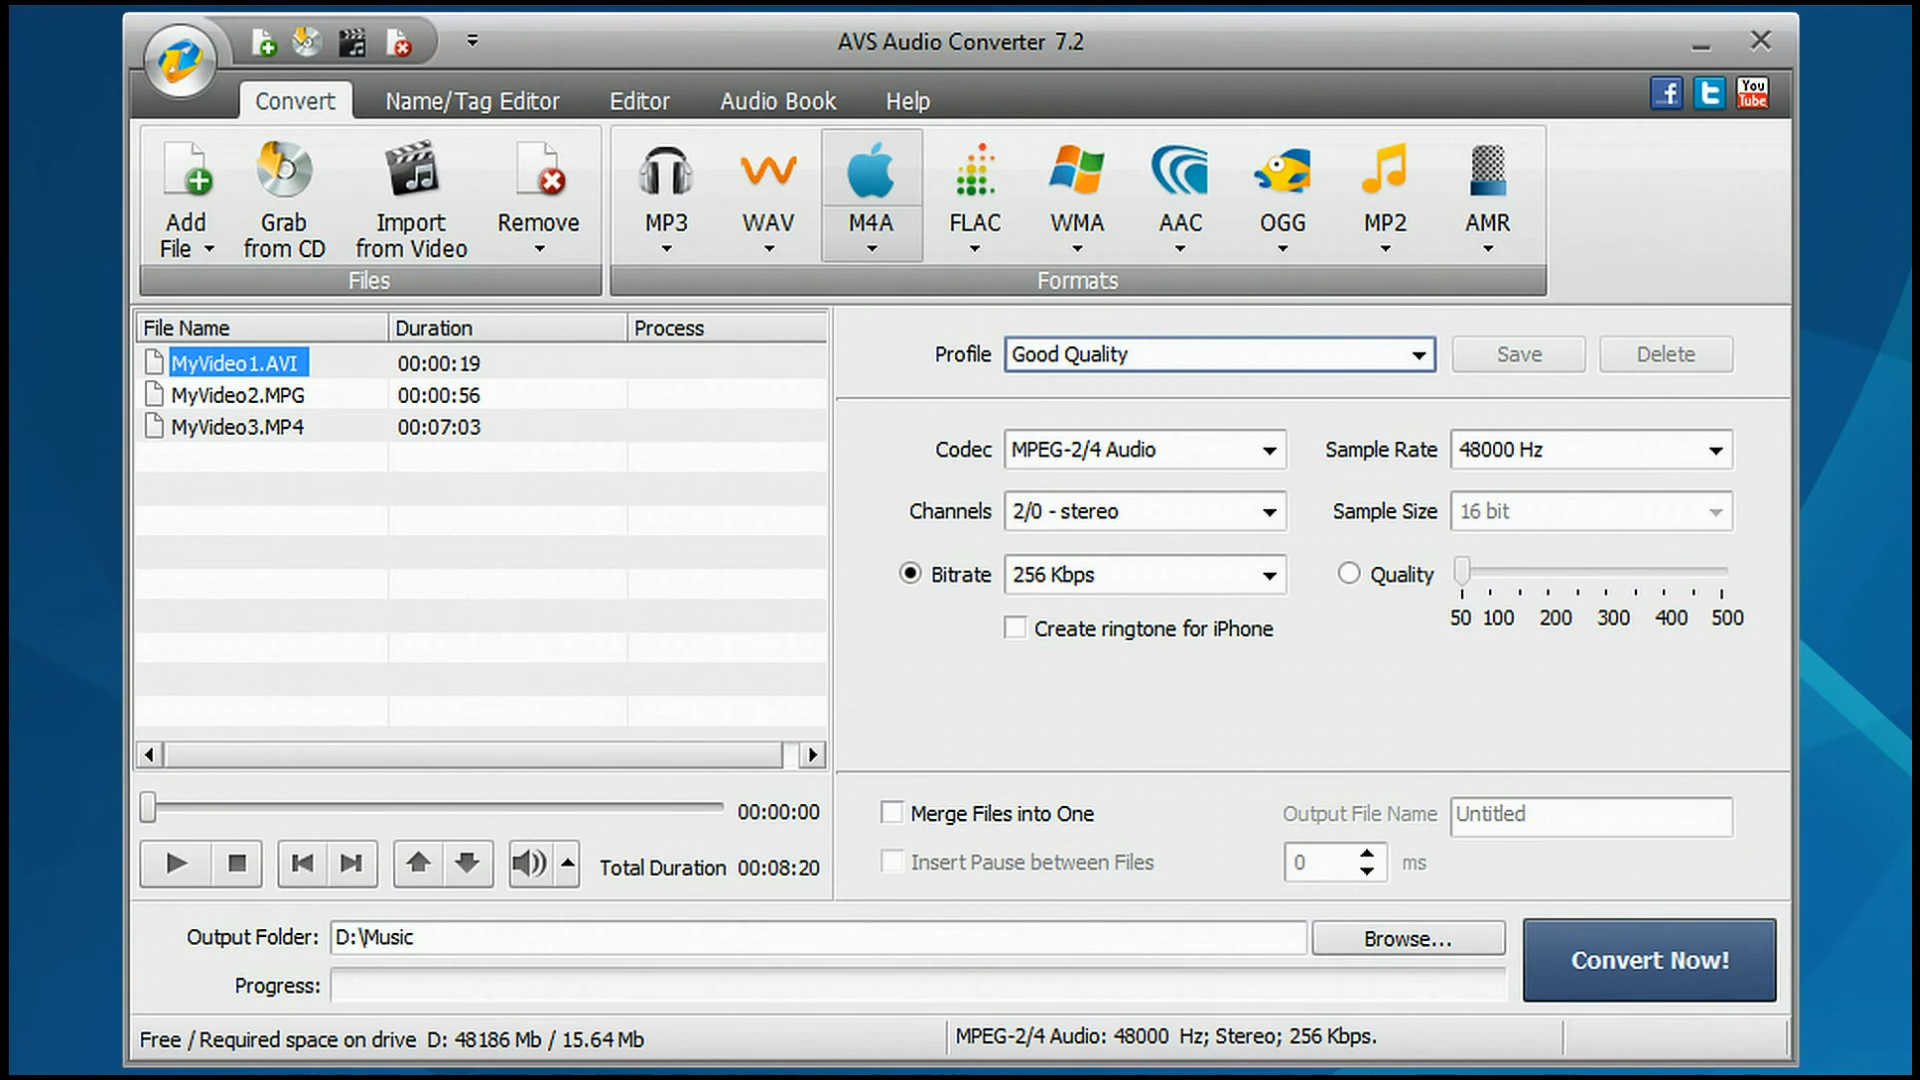 AVS Audio Converter 7.2
Convert
Name/Tag Editor
Editor
Audio Book
Help
f
t
You
Tube
Add
File
Grab
from CD
Import
from Video
Remove
Files
MP3
WAV
M4A
FLAC
WMA
AAC
OGG
MP2
AMR
Formats
File Name
Duration
Process
MyVideo1.AVI 00:00:19
MyVideo2.MPG 00:00:56
MyVideo3.MP4 00:07:03
00:00:00
Total Duration 00:08:20
Profile Good Quality
Save
Delete
Codec MPEG-2/4 Audio
Sample Rate 48000 Hz
Channels 2/0 - stereo
Sample Size 16 bit
Bitrate 256 Kbps
Quality
50 100 200 300 400 500
Create ringtone for iPhone
Merge Files into One
Output File Name Untitled
Insert Pause between Files
0 ms
Output Folder: D:\Music
Browse...
Convert Now!
Progress:
Free / Required space on drive D: 48186 Mb / 15.64 Mb
MPEG-2/4 Audio: 48000 Hz; Stereo; 256 Kbps.